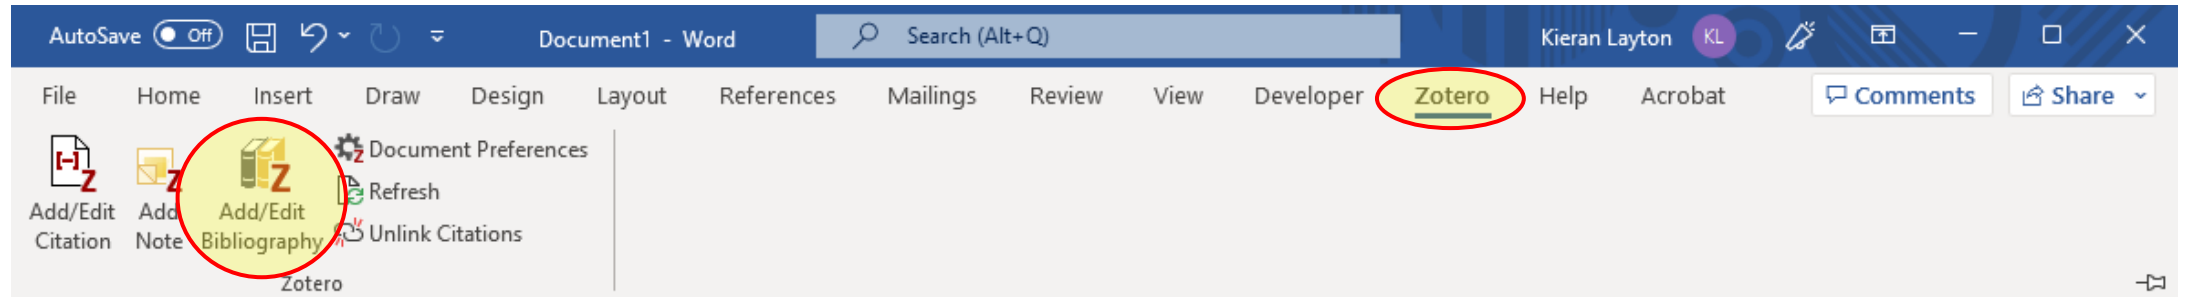 AutoSave Off Document1 - Word Search (Alt+Q) Kieran Layton KL
File Home Insert Draw Design Layout References Mailings Review View Developer Zotero Help Acrobat Comments Share
[-] Z Z Z Z Document Preferences
Refresh
Add/Edit Add Add/Edit
Citation Note Bibliography Unlink Citations
Zotero